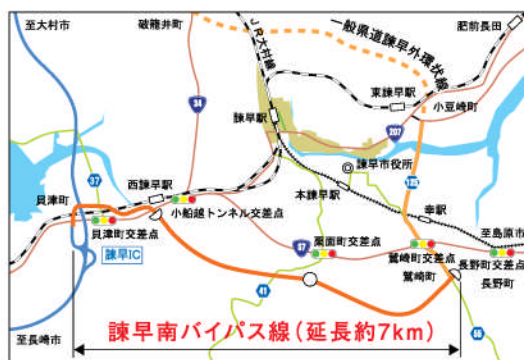 至大村市
破籠井町
JR大村線
一般県道諫早外環状線
肥前長田
34
東諫早駅
小豆崎町
諫早駅
207
諫早市役所
125
37
西諫早駅
本諫早駅
幸駅
貝津町
小船越トンネル交差点
至島原市
貝津町交差点
57
栗面町交差点
鷲崎町交差点
長野町交差点
諫早IC
鷲崎町
長野町
41
66
至長崎市
諫早南バイパス線(延長約7km)